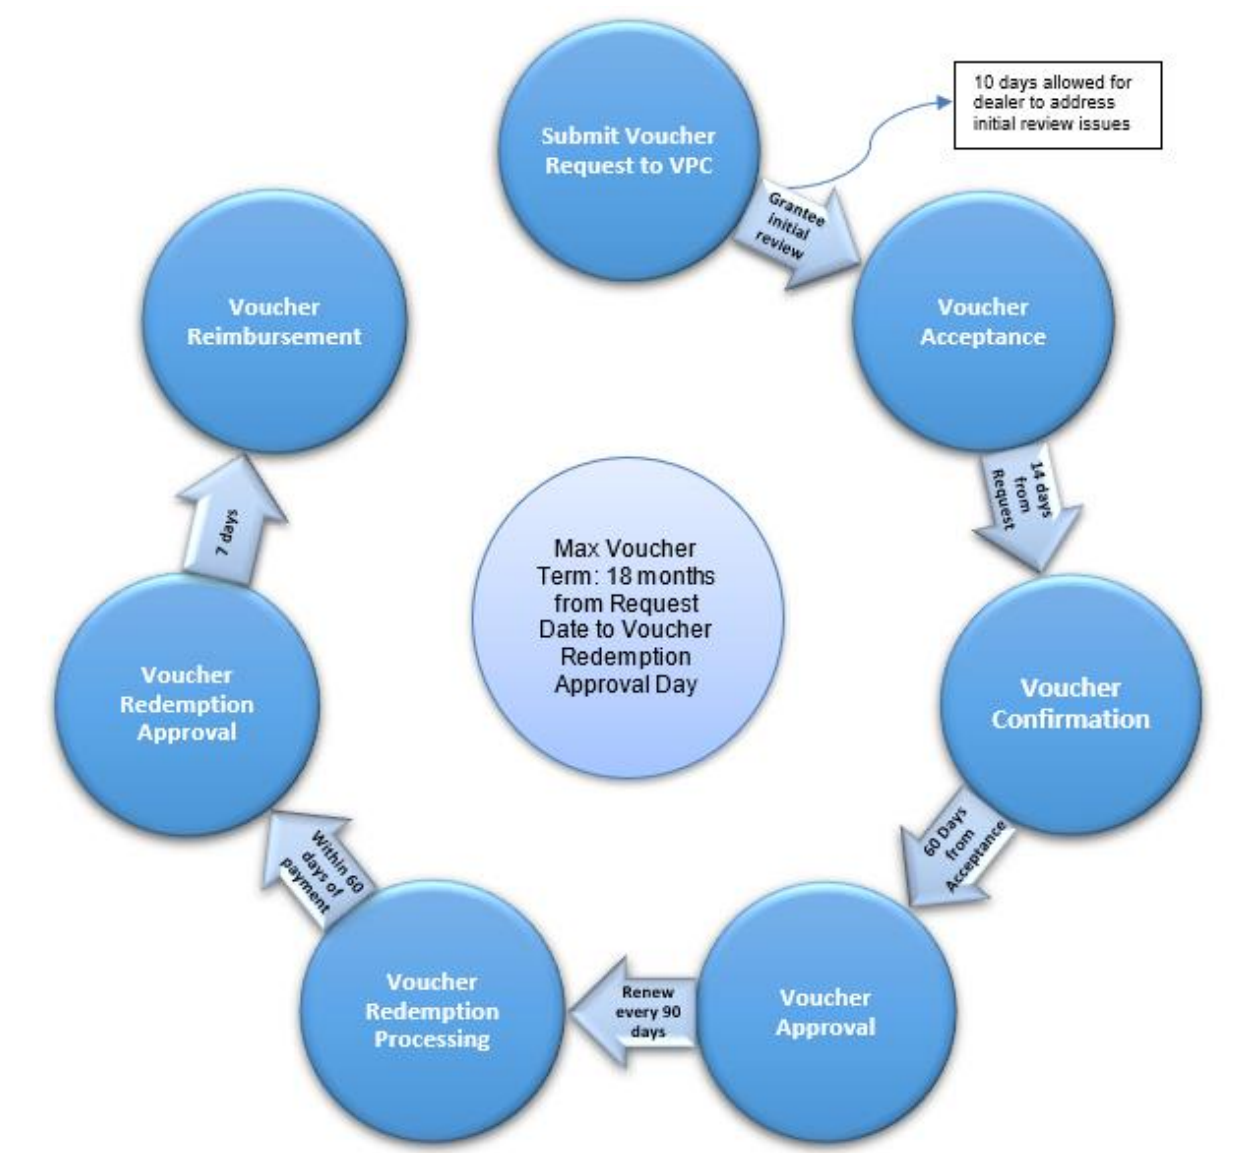 Submit Voucher
Request to VPC
10 days allowed for
dealer to address
initial review issues
Grantee
initial
review
Voucher
Acceptance
14 days
from
Request
Voucher
Confirmation
60 Days
from
Acceptance
Voucher
Approval
Renew
every 90
days
Voucher
Redemption
Processing
Within 60
days of
payment
Voucher
Redemption
Approval
7 days
Voucher
Reimbursement
Max Voucher
Term: 18 months
from Request
Date to Voucher
Redemption
Approval Day